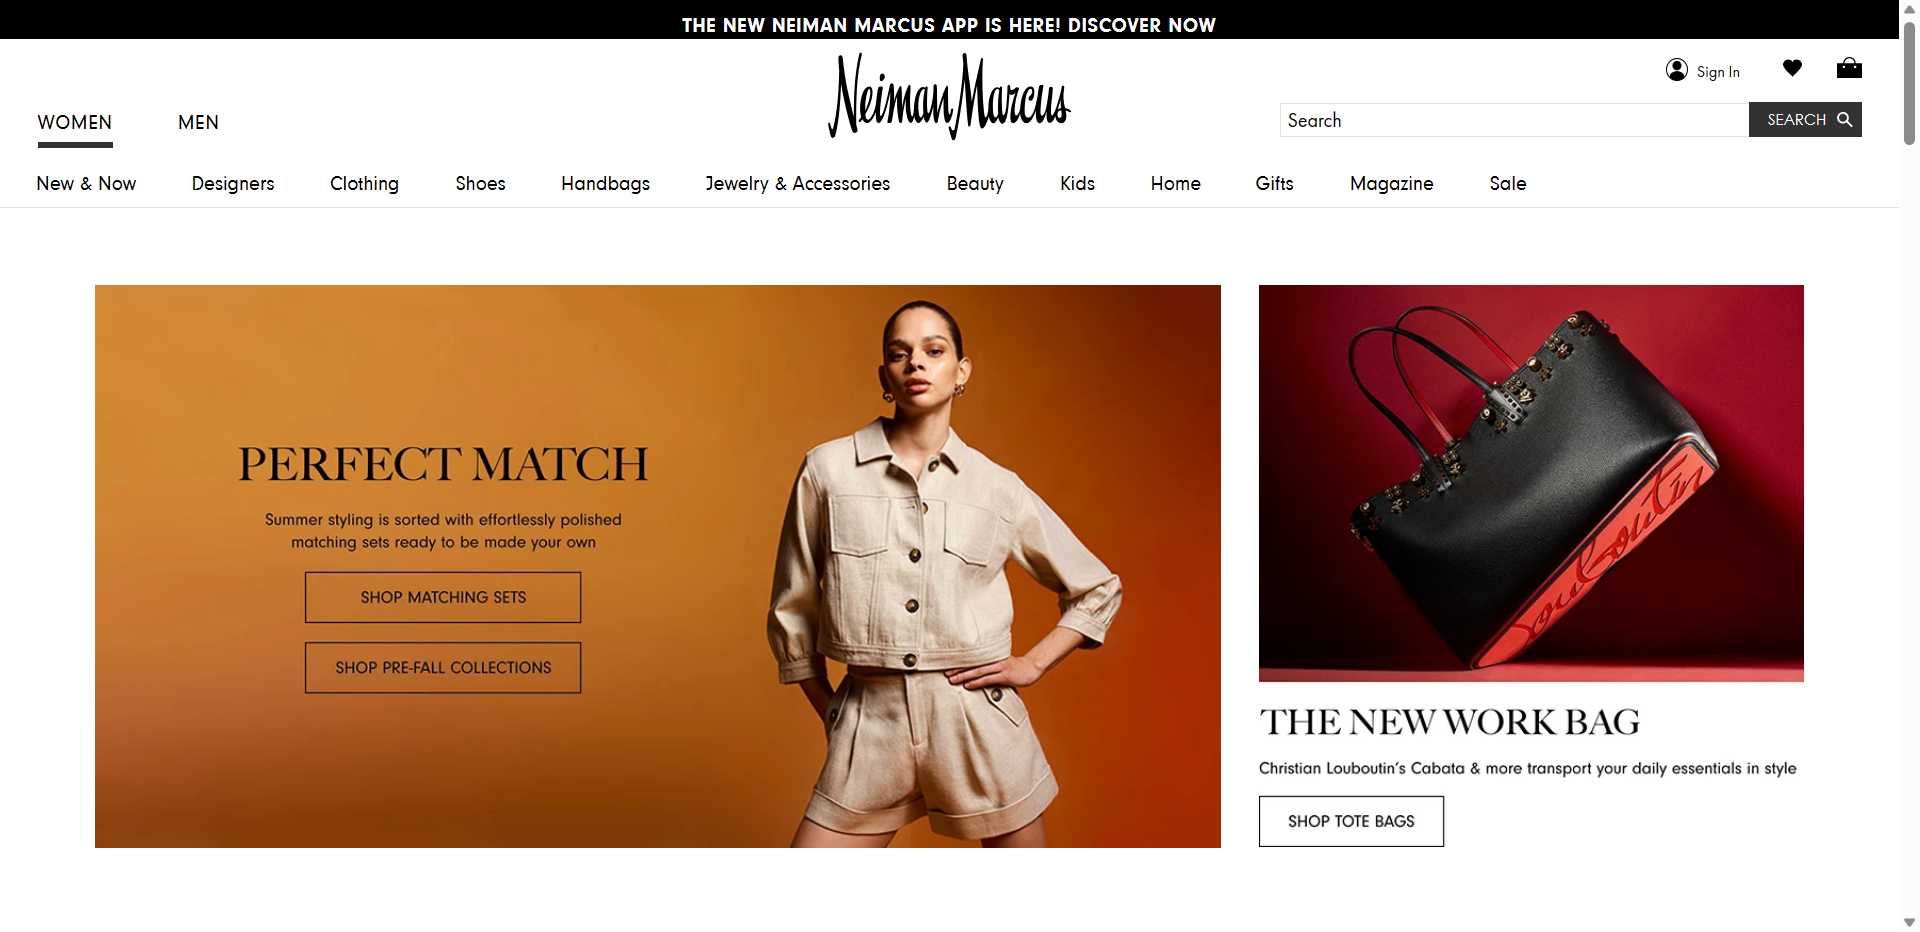 THE NEW NEIMAN MARCUS APP IS HERE! DISCOVER NOW
Neiman Marcus
Sign In
WOMEN
MEN
Search
SEARCH
New & Now
Designers
Clothing
Shoes
Handbags
Jewelry & Accessories
Beauty
Kids
Home
Gifts
Magazine
Sale
PERFECT MATCH
Summer styling is sorted with effortlessly polished
matching sets ready to be made your own
SHOP MATCHING SETS
SHOP PRE-FALL COLLECTIONS
Louboutin
THE NEW WORK BAG
Christian Louboutin's Cabata & more transport your daily essentials in style
SHOP TOTE BAGS